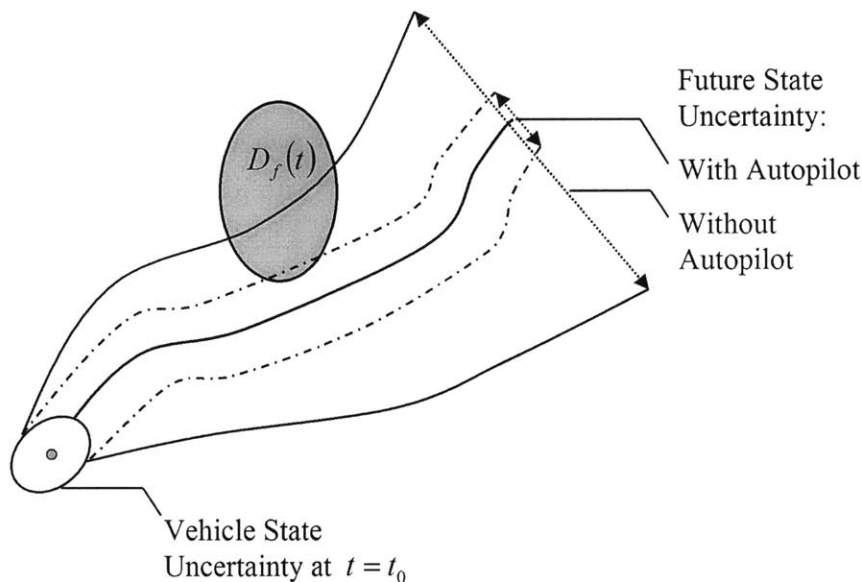 Future State
Uncertainty:
D_f(t)
With Autopilot
Without
Autopilot
Vehicle State
Uncertainty at t = t_0